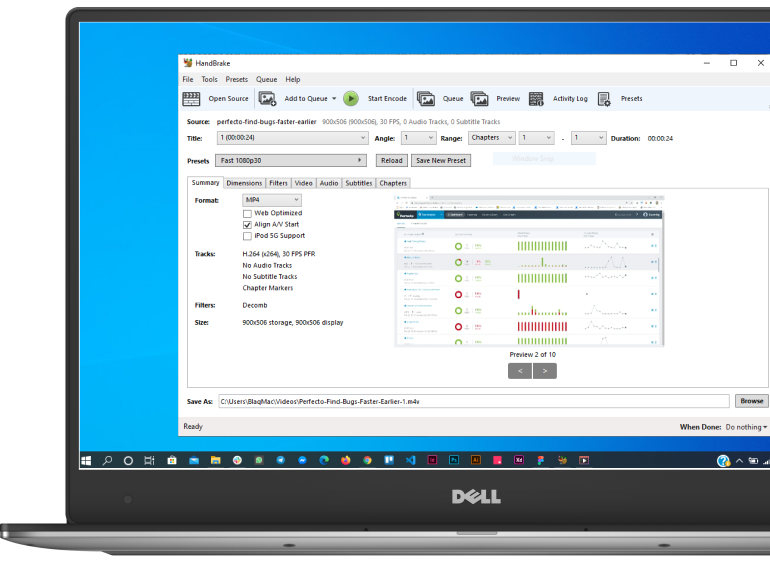 HandBrake
File Tools Presets Queue Help
Open Source Add to Queue Start Encode Queue Preview Activity Log Presets
Source: perfecto-find-bugs-faster-earlier 900x506 (900x506), 30 FPS, 0 Audio Tracks, 0 Subtitle Tracks
Title: 1 (00:00:24) Angle: 1 Range: Chapters 1 - 1 Duration: 00:00:24
Presets Fast 1080p30 Reload Save New Preset Window Snip
Summary Dimensions Filters Video Audio Subtitles Chapters
Format: MP4
Web Optimized
Align A/V Start
iPod 5G Support
Tracks: H.264 (x264), 30 FPS PFR
No Audio Tracks
No Subtitle Tracks
Chapter Markers
Filters: Decomb
Size: 900x506 storage, 900x506 display
Preview 2 of 10
< >
Save As: C:\Users\BlaqMac\Videos\Perfecto-Find-Bugs-Faster-Earlier-1.m4v Browse
Ready When Done: Do nothing
Id Ps Ai Xd
DELL